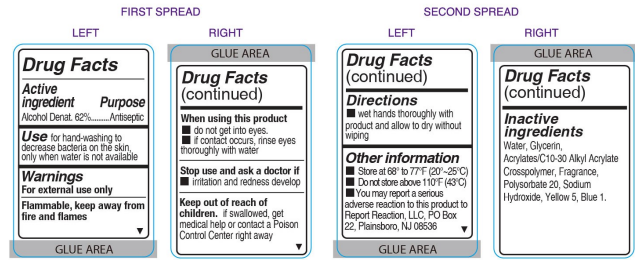 FIRST SPREAD
LEFT
Drug Facts
Active
ingredient Purpose
Alcohol Denat. 62%.........Antiseptic
Use for hand-washing to
decrease bacteria on the skin,
only when water is not available
Warnings
For external use only
Flammable, keep away from
fire and flames
▼
GLUE AREA
RIGHT
GLUE AREA
Drug Facts
(continued)
When using this product
■ do not get into eyes.
■ if contact occurs, rinse eyes
thoroughly with water
Stop use and ask a doctor if
■ irritation and redness develop
Keep out of reach of
children. if swallowed, get
medical help or contact a Poison
Control Center right away
▼
SECOND SPREAD
LEFT
Drug Facts
(continued)
Directions
■ wet hands thoroughly with
product and allow to dry without
wiping
Other information
■ Store at 68° to 77°F (20°~25°C)
■ Do not store above 110°F (43°C)
■ You may report a serious
adverse reaction to this product to
Report Reaction, LLC, PO Box
22, Plainsboro, NJ 08536
▼
GLUE AREA
RIGHT
GLUE AREA
Drug Facts
(continued)
Inactive
ingredients
Water, Glycerin,
Acrylates/C10-30 Alkyl Acrylate
Crosspolymer, Fragrance,
Polysorbate 20, Sodium
Hydroxide, Yellow 5, Blue 1.